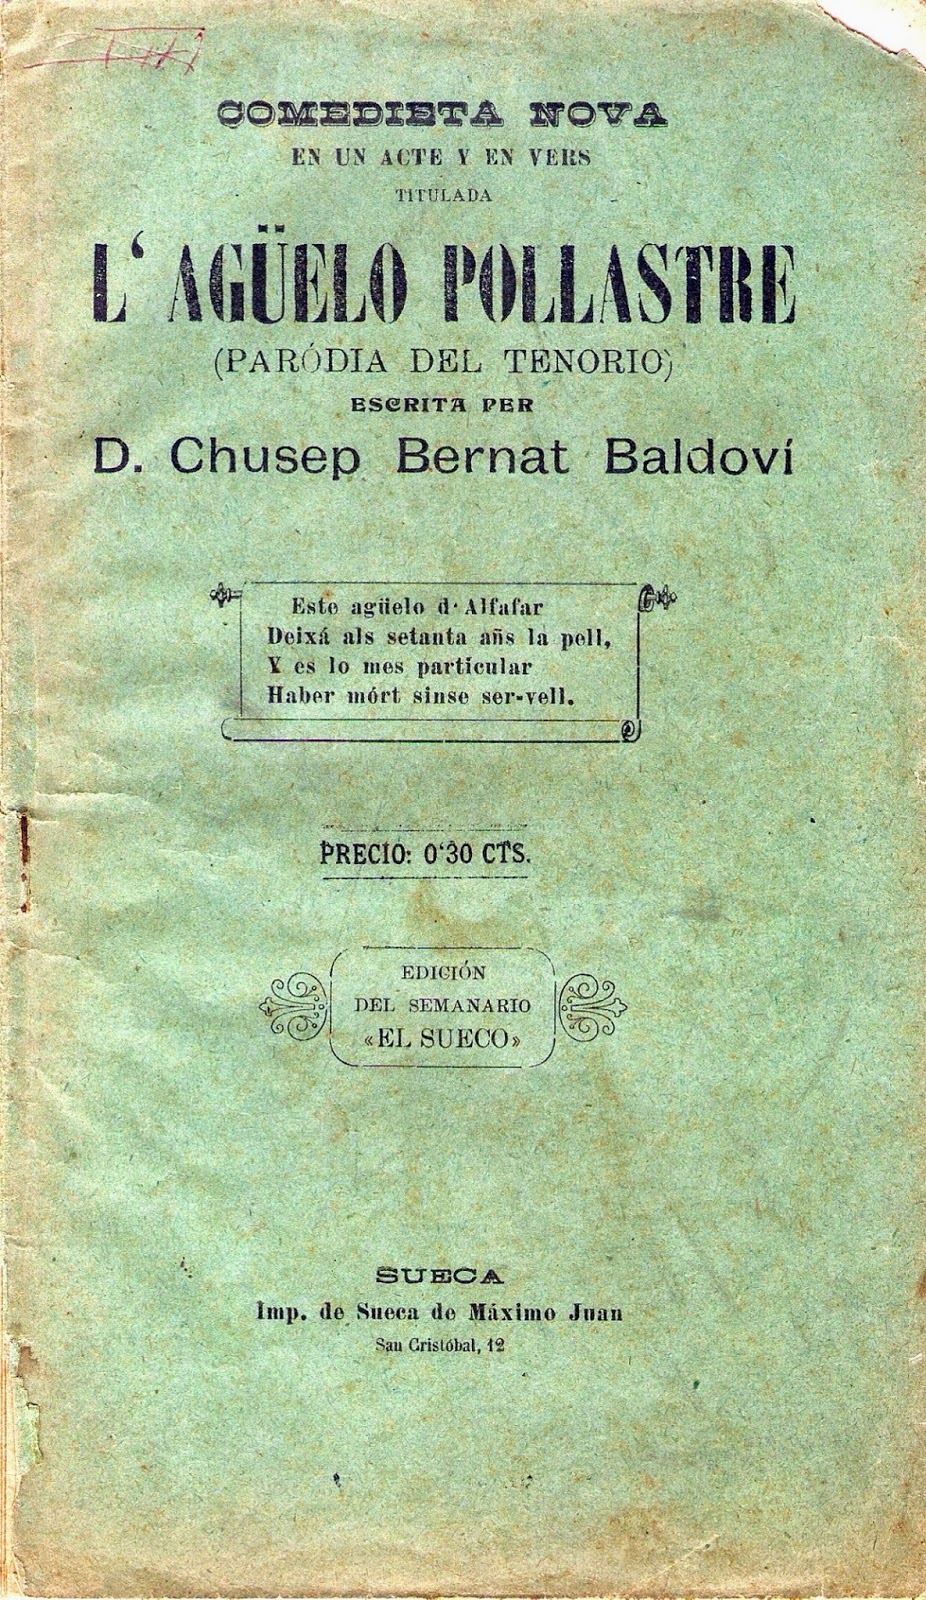 COMEDIETA NOVA
EN UN ACTE Y EN VERS
TITULADA
L‘ AGÜELO POLLASTRE
(PARÓDIA DEL TENORIO)
ESCRITA PER
D. Chusep Bernat Baldoví
Este agüelo d‘ Alfafar
Deixá als setanta añs la pell,
Y es lo mes particular
Haber mórt sinse ser-vell.
PRECIO: 0‘30 CTS.
EDICIÓN
DEL SEMANARIO
«EL SUECO»
SUECA
Imp. de Sueca de Máximo Juan
San Cristóbal, 12